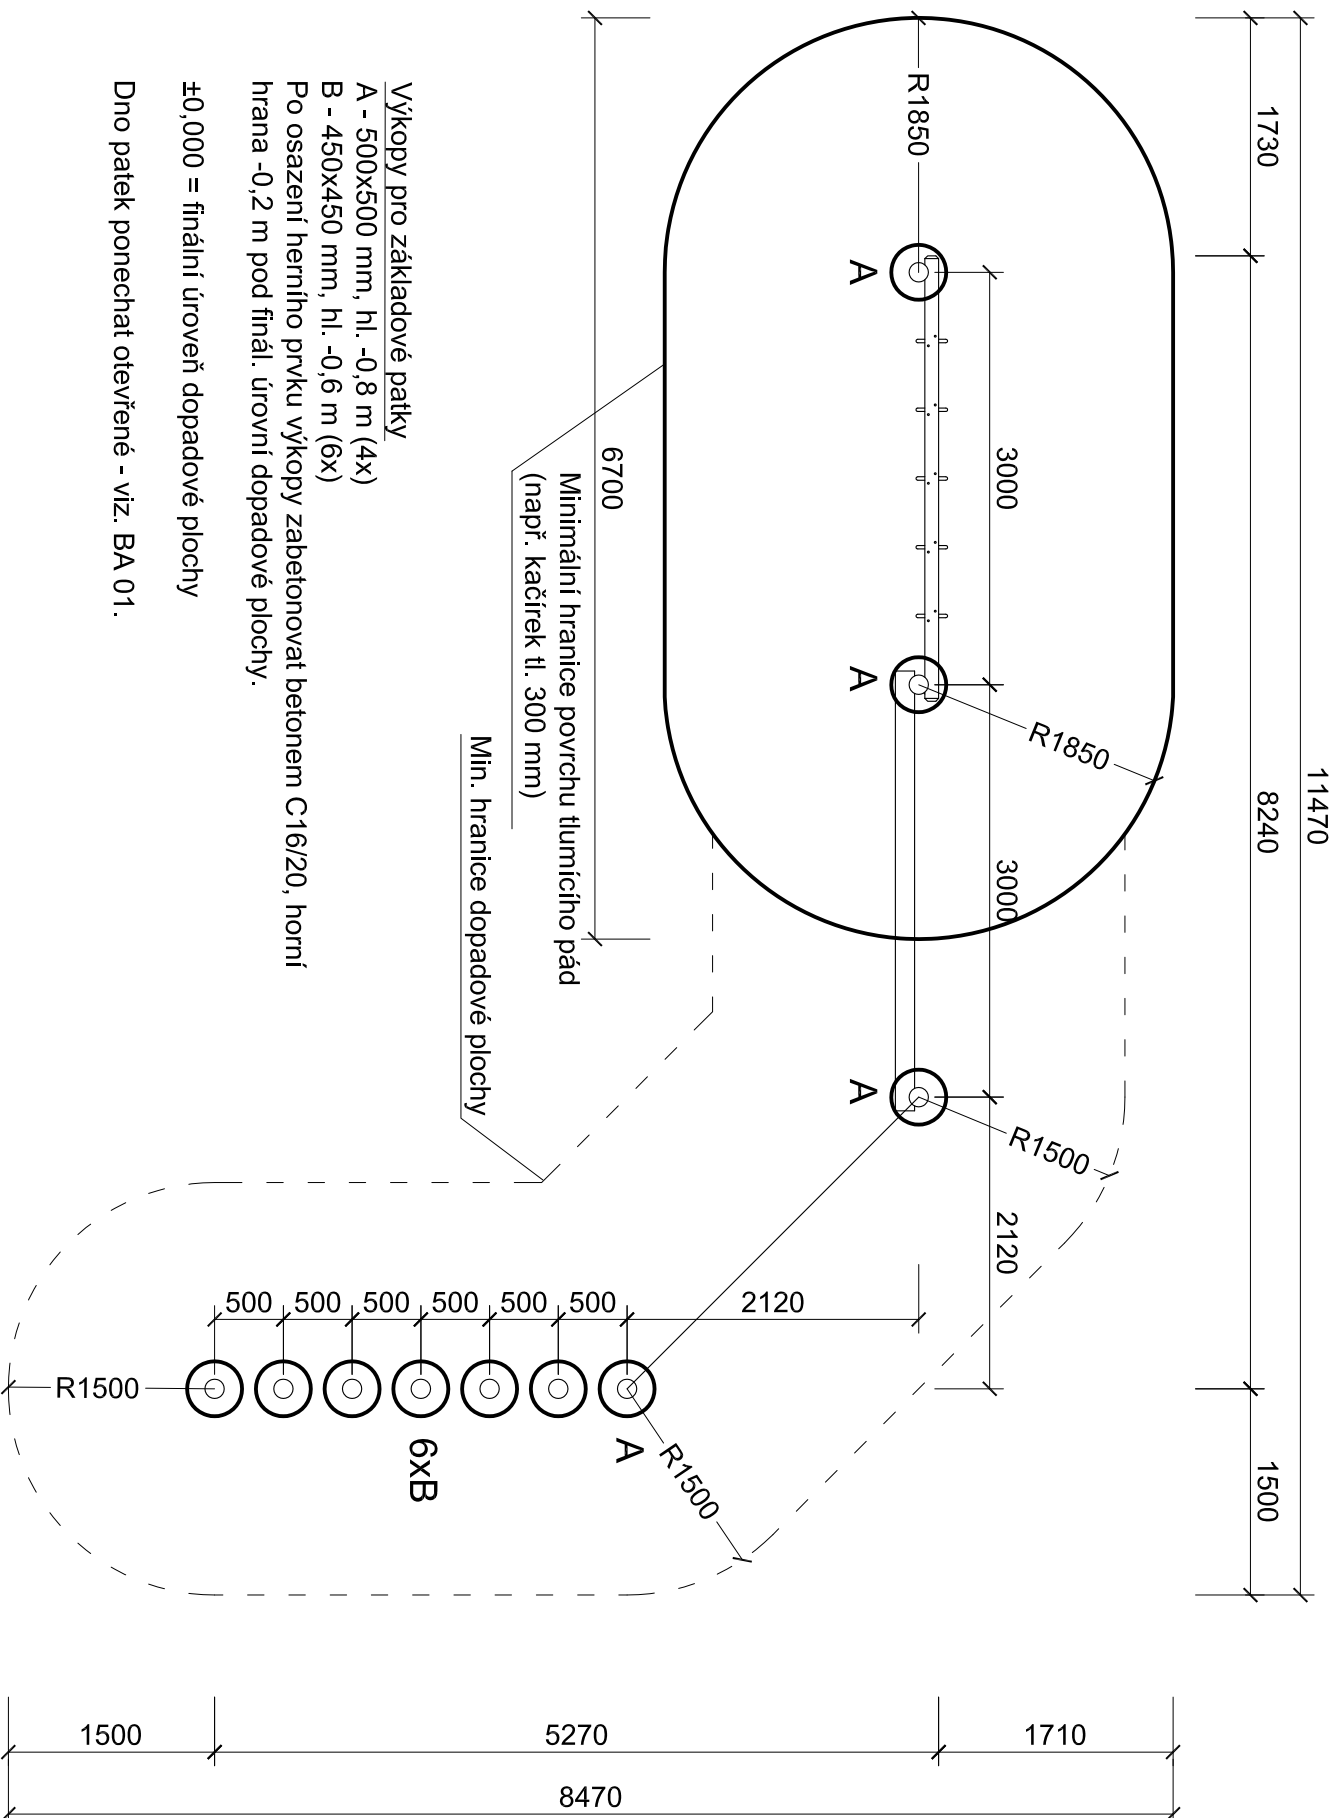 11470
1730
8240
1500
R1850
3000
3000
2120
A
A
A
R1850
R1500
6700
Minimální hranice povrchu tlumícího pád
(např. kačírek tl. 300 mm)
Min. hranice dopadové plochy
Výkopy pro základové patky
A - 500x500 mm, hl. -0,8 m (4x)
B - 450x450 mm, hl. -0,6 m (6x)
Po osazení herního prvku výkopy zabetonovat betonem C16/20, horní
hrana -0,2 m pod finál. úrovní dopadové plochy.
±0,000 = finální úroveň dopadové plochy
Dno patek ponechat otevřené - viz. BA 01.
500
500
500
500
500
500
2120
R1500
6xB
A
R1500
1500
5270
1710
8470